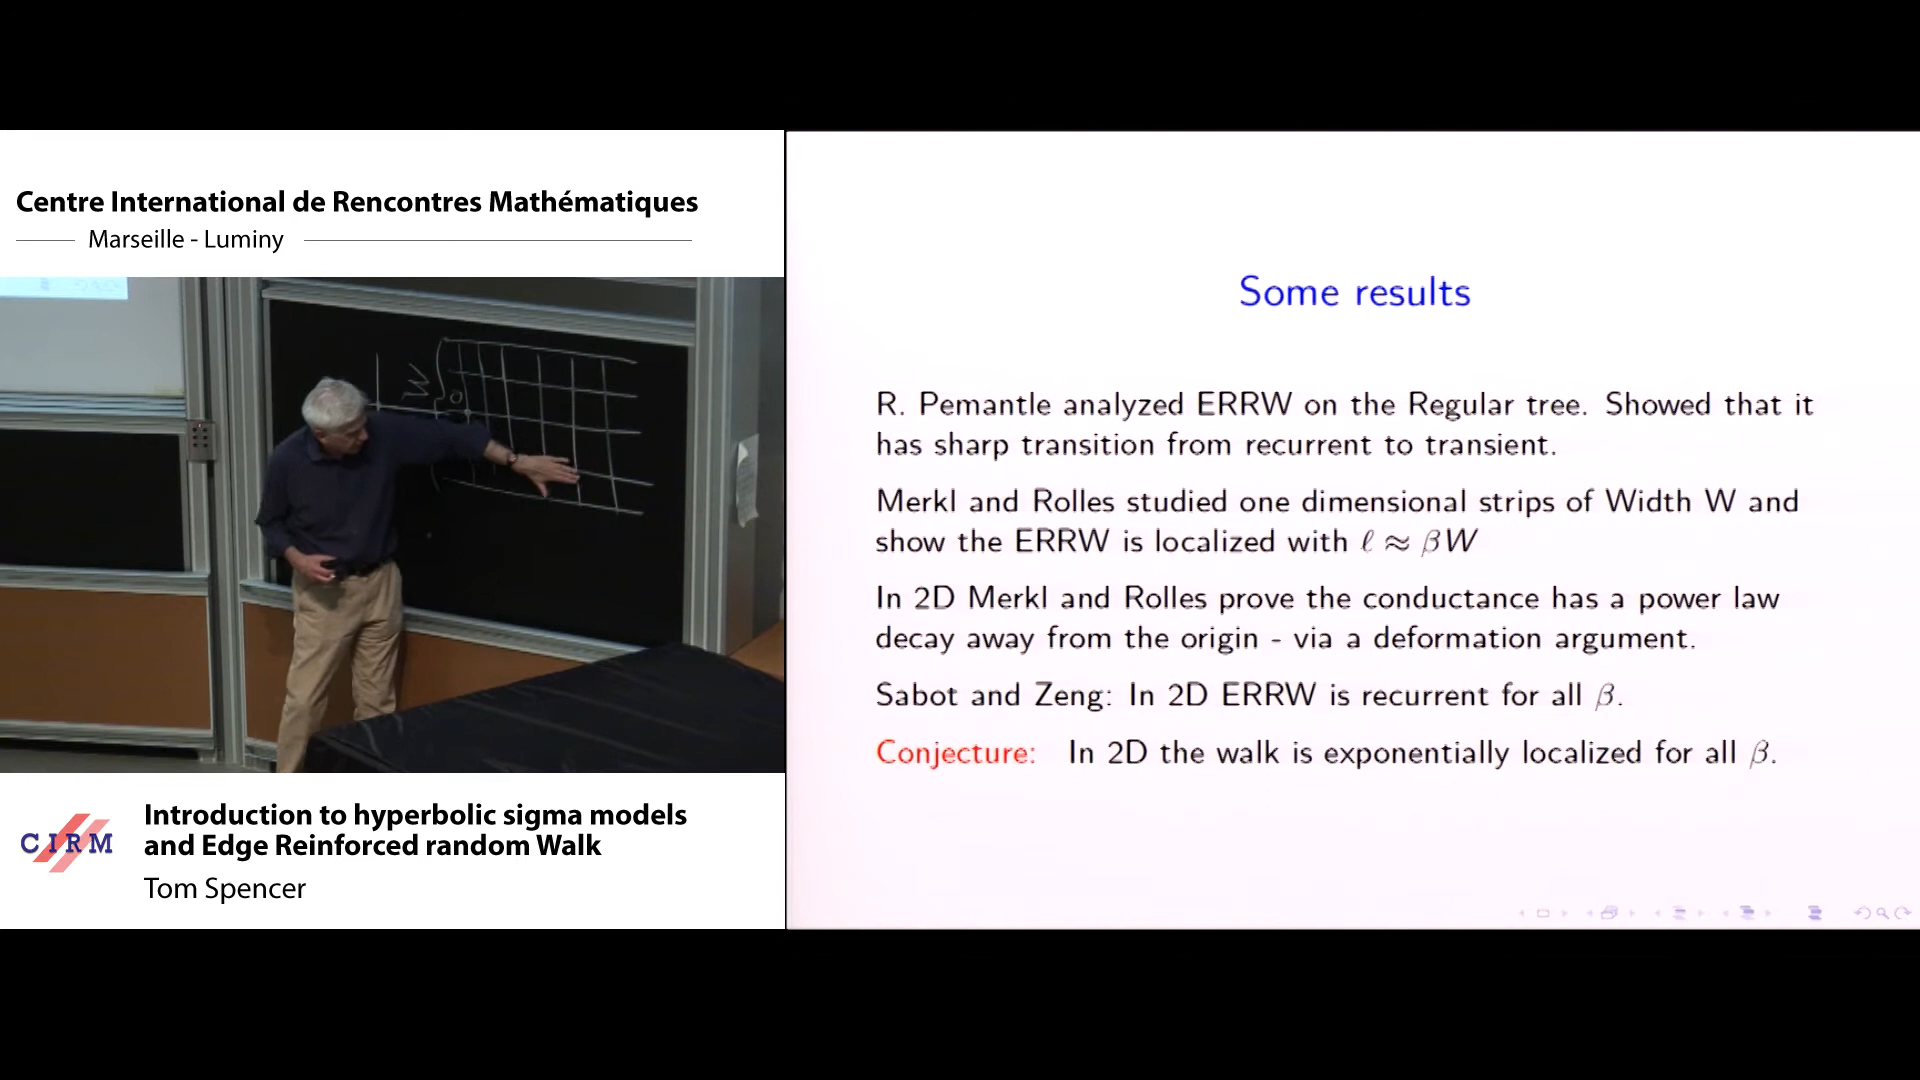 Centre International de Rencontres Mathématiques
Marseille - Luminy
W
0
CIRM
Introduction to hyperbolic sigma models
and Edge Reinforced random Walk
Tom Spencer
Some results
R. Pemantle analyzed ERRW on the Regular tree. Showed that it
has sharp transition from recurrent to transient.
Merkl and Rolles studied one dimensional strips of Width W and
show the ERRW is localized with ℓ ≈ βW
In 2D Merkl and Rolles prove the conductance has a power law
decay away from the origin - via a deformation argument.
Sabot and Zeng: In 2D ERRW is recurrent for all β.
Conjecture: In 2D the walk is exponentially localized for all β.